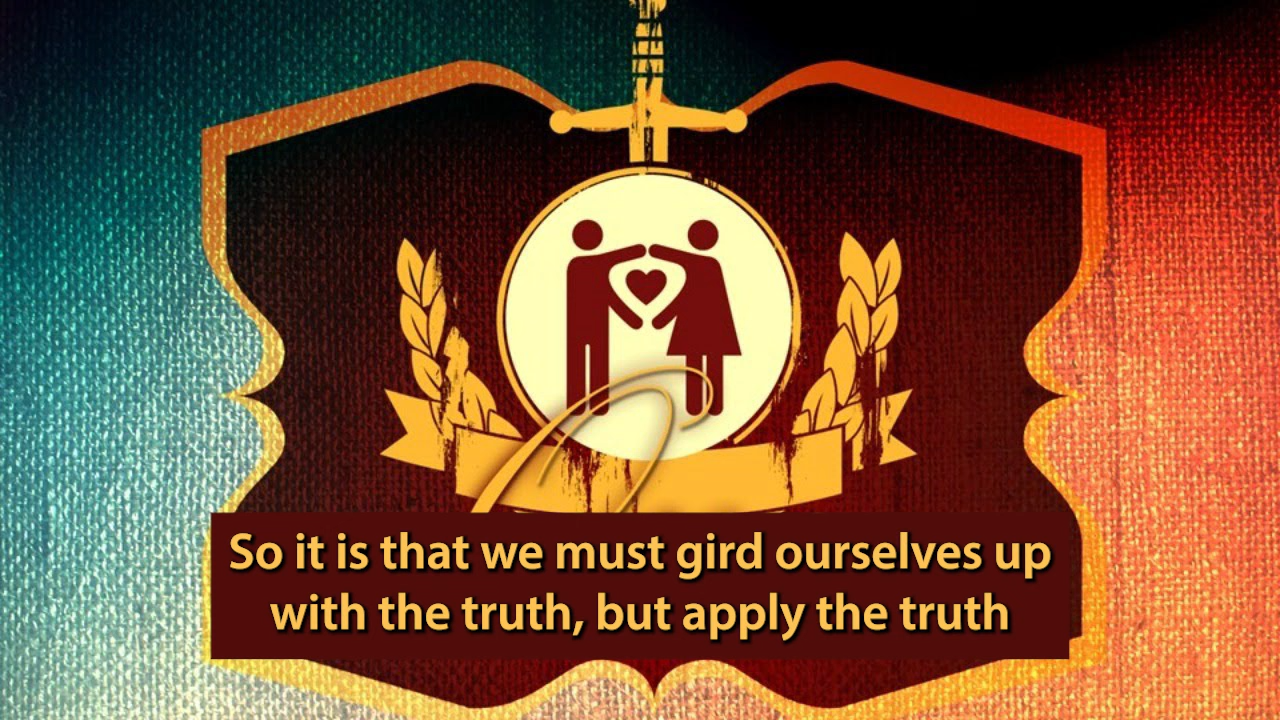 So it is that we must gird ourselves up
with the truth, but apply the truth